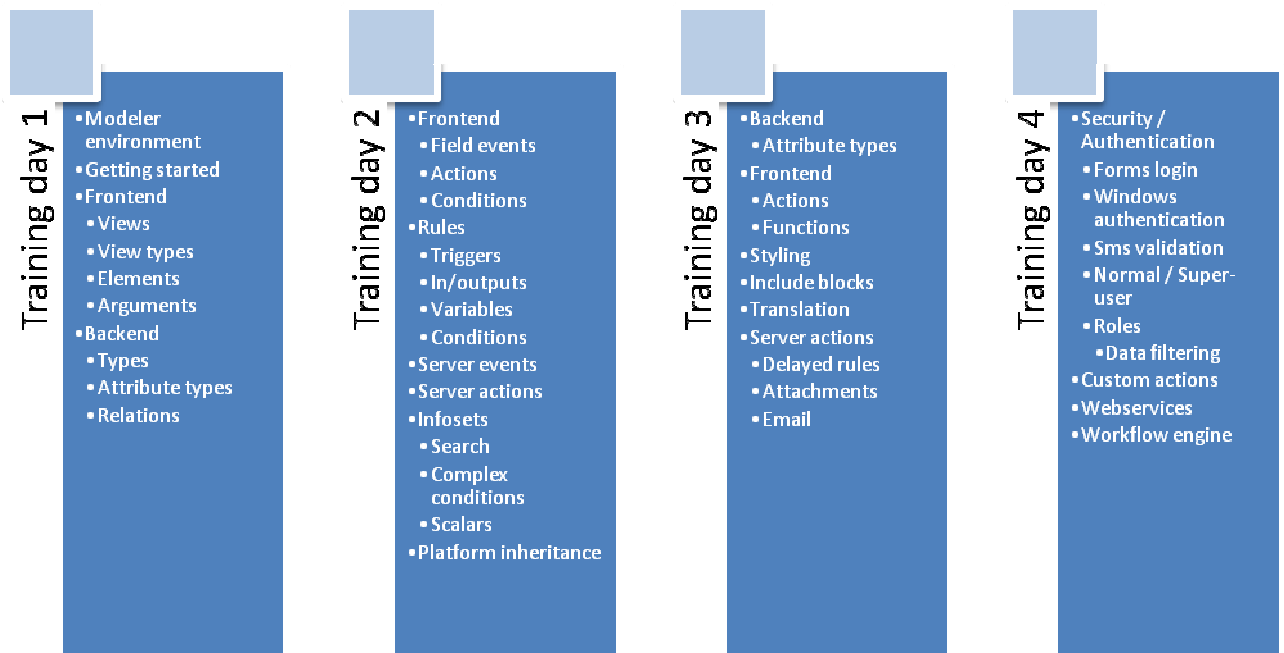 Training day 1
•Modeler
environment
•Getting started
•Frontend
•Views
•View types
•Elements
•Arguments
•Backend
•Types
•Attribute types
•Relations
Training day 2
•Frontend
•Field events
•Actions
•Conditions
•Rules
•Triggers
•In/outputs
•Variables
•Conditions
•Server events
•Server actions
•Infosets
•Search
•Complex
conditions
•Scalars
•Platform inheritance
Training day 3
•Backend
•Attribute types
•Frontend
•Actions
•Functions
•Styling
•Include blocks
•Translation
•Server actions
•Delayed rules
•Attachments
•Email
Training day 4
•Security /
Authentication
•Forms login
•Windows
authentication
•Sms validation
•Normal / Super-
user
•Roles
•Data filtering
•Custom actions
•Webservices
•Workflow engine